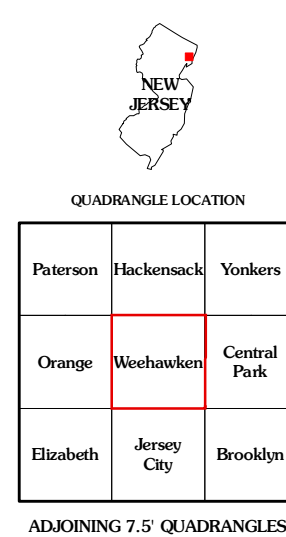 NEW
JERSEY
QUADRANGLE LOCATION
Paterson Hackensack Yonkers
Orange Weehawken Central Park
Elizabeth Jersey City Brooklyn
ADJOINING 7.5' QUADRANGLES